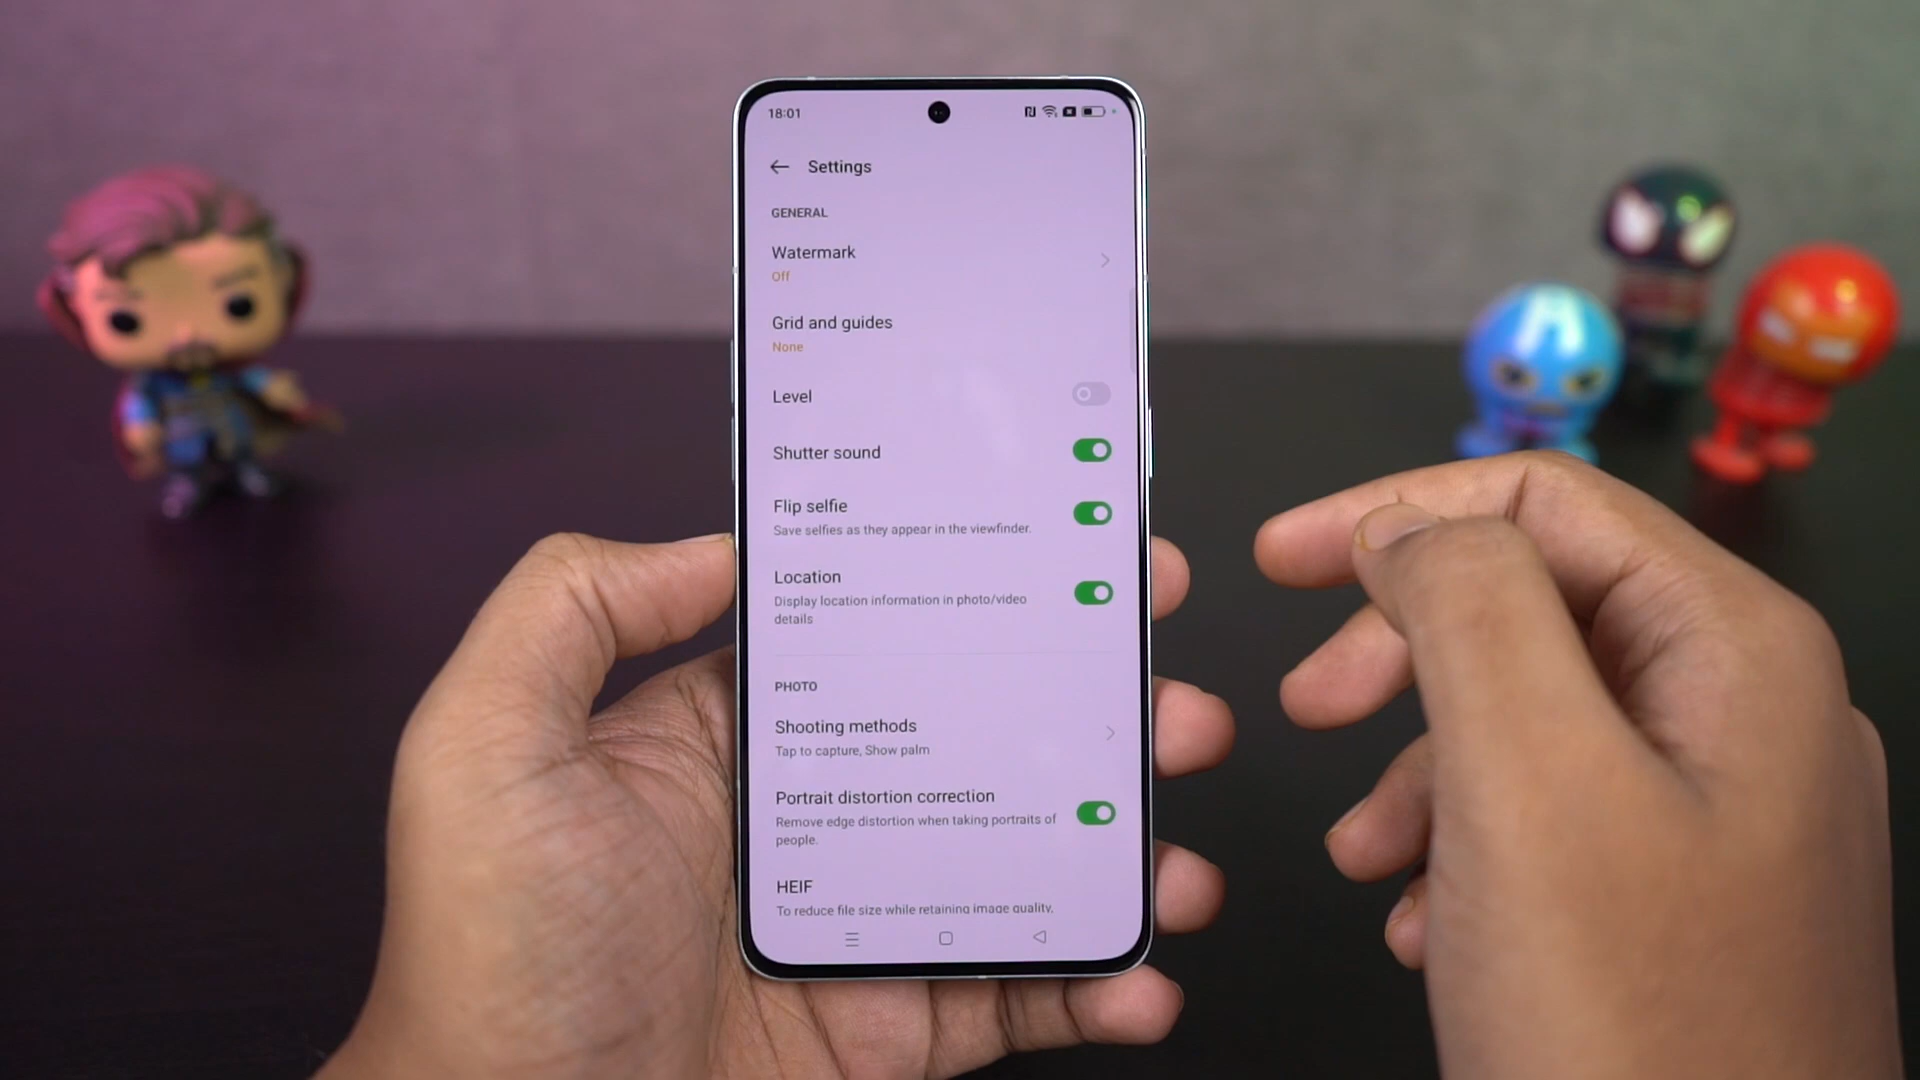 18:01
Settings
GENERAL
Watermark
Off
Grid and guides
None
Level
Shutter sound
Flip selfie
Save selfies as they appear in the viewfinder.
Location
Display location information in photo/video
details
PHOTO
Shooting methods
Tap to capture, Show palm
Portrait distortion correction
Remove edge distortion when taking portraits of
people.
HEIF
To reduce file size while retaining image quality,
A